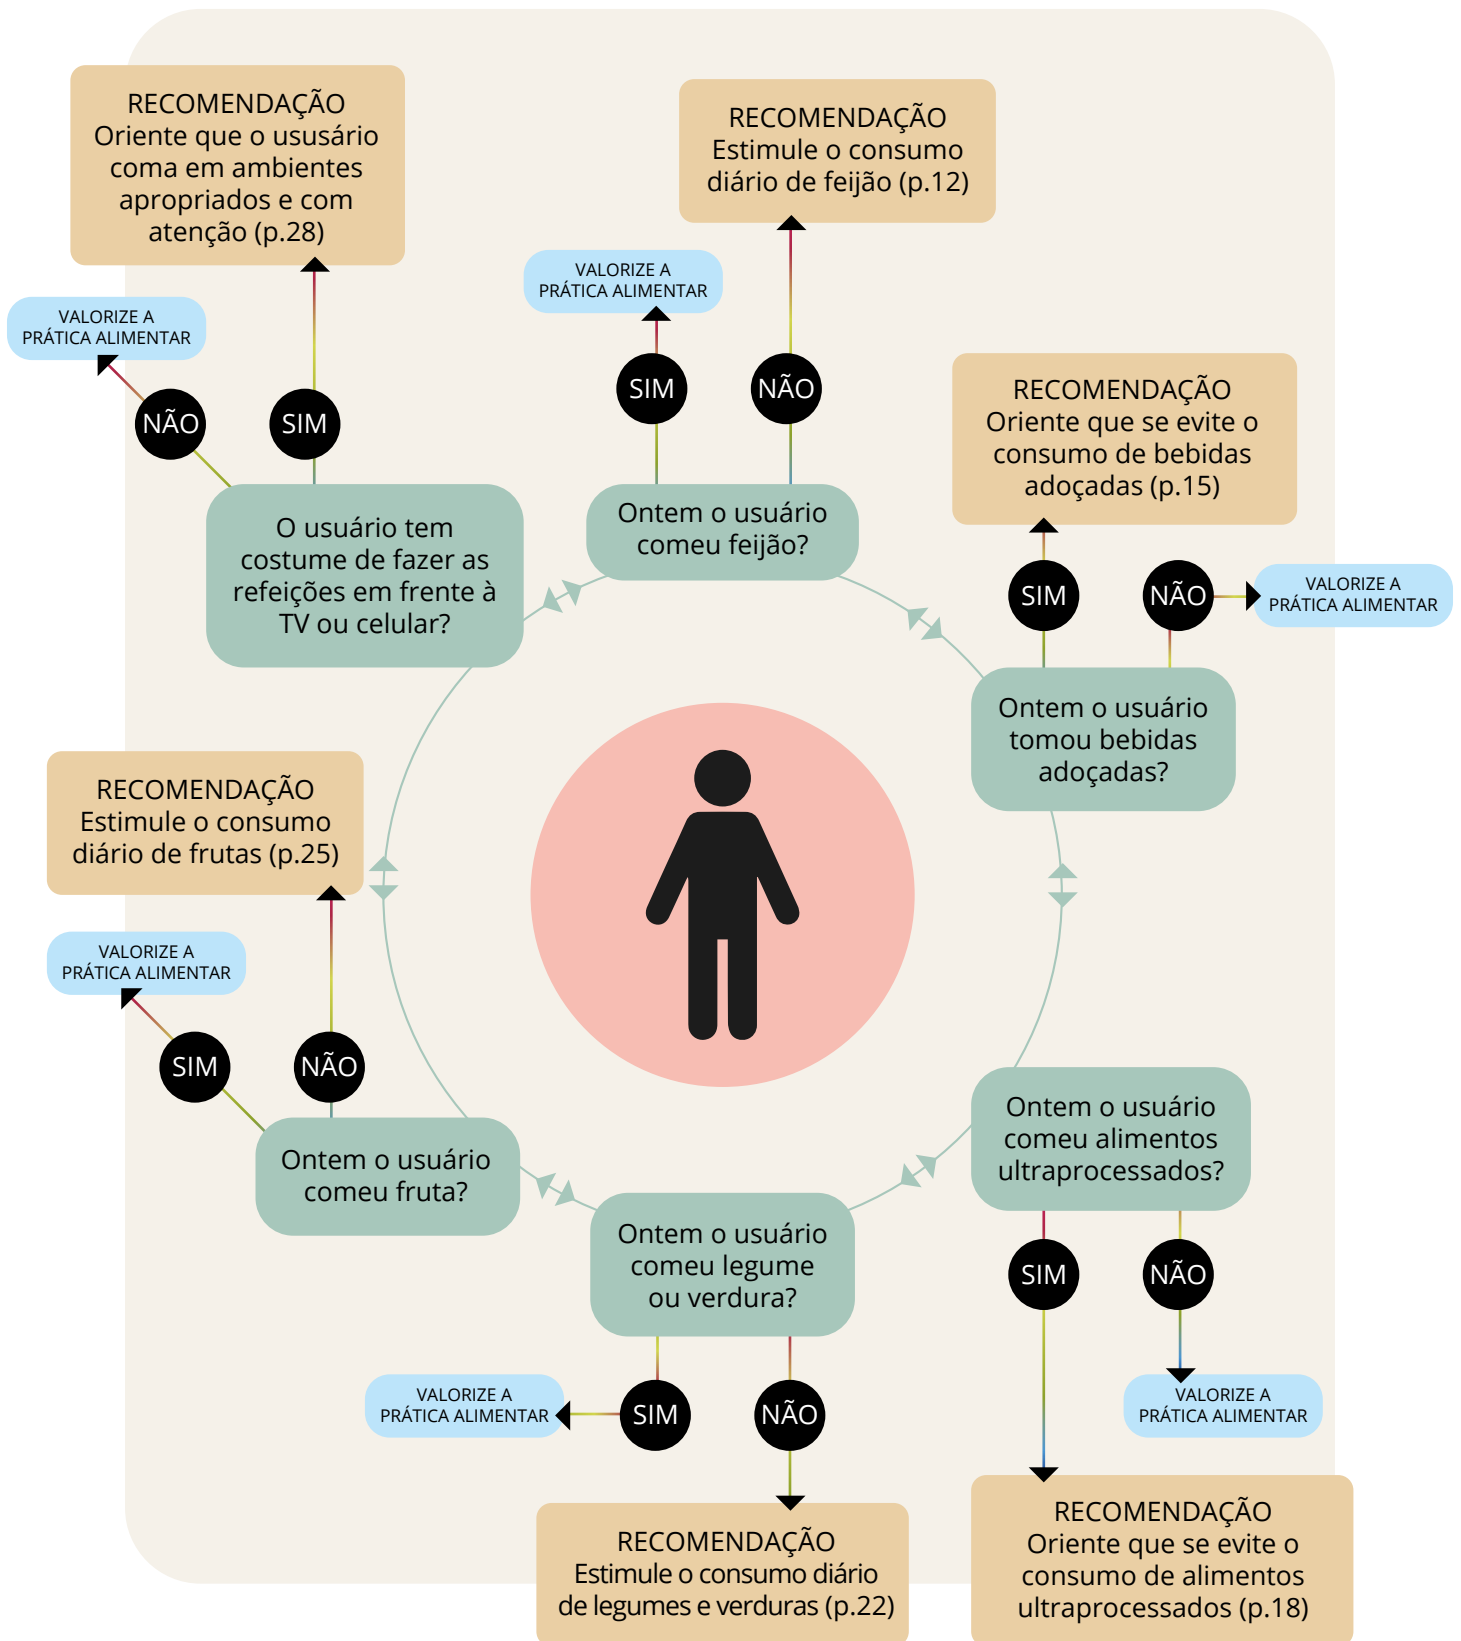 RECOMENDAÇÃO
Oriente que o ususário
coma em ambientes
apropriados e com
atenção (p.28)
VALORIZE A
PRÁTICA ALIMENTAR
NÃO
SIM
O usuário tem
costume de fazer as
refeições em frente à
TV ou celular?
RECOMENDAÇÃO
Estimule o consumo
diário de feijão (p.12)
VALORIZE A
PRÁTICA ALIMENTAR
SIM
NÃO
Ontem o usuário
comeu feijão?
RECOMENDAÇÃO
Oriente que se evite o
consumo de bebidas
adoçadas (p.15)
SIM
NÃO
VALORIZE A
PRÁTICA ALIMENTAR
Ontem o usuário
tomou bebidas
adoçadas?
RECOMENDAÇÃO
Estimule o consumo
diário de frutas (p.25)
VALORIZE A
PRÁTICA ALIMENTAR
SIM
NÃO
Ontem o usuário
comeu fruta?
Ontem o usuário
comeu legume
ou verdura?
VALORIZE A
PRÁTICA ALIMENTAR
SIM
NÃO
RECOMENDAÇÃO
Estimule o consumo diário
de legumes e verduras (p.22)
Ontem o usuário
comeu alimentos
ultraprocessados?
SIM
NÃO
VALORIZE A
PRÁTICA ALIMENTAR
RECOMENDAÇÃO
Oriente que se evite o
consumo de alimentos
ultraprocessados (p.18)